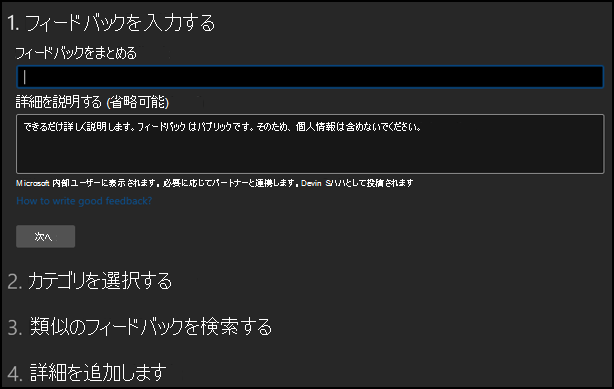 1. フィードバックを入力する
フィードバックをまとめる
詳細を説明する (省略可能)
できるだけ詳しく説明します。フィードバック はパブリックです。そのため、個人情報は含めないでください。
Microsoft 内部ユーザーに表示されます。必要に応じてパートナーと連携します。Devin Sハハとして投稿されます
How to write good feedback?
次へ
2. カテゴリを選択する
3. 類似のフィードバックを検索する
4. 詳細を追加します